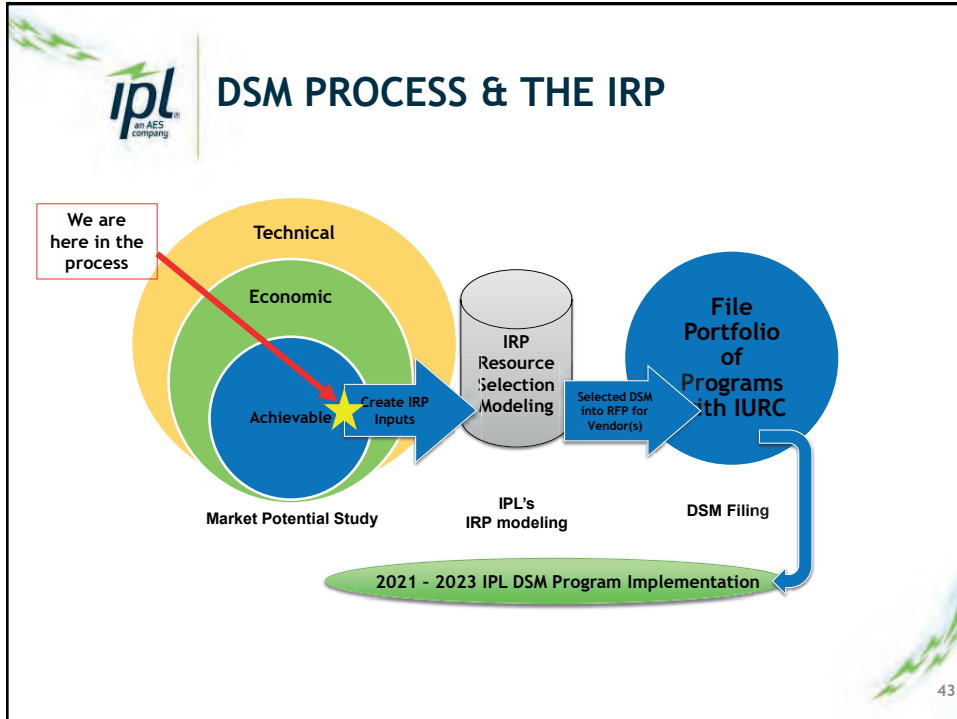 ipl
an AES
company
DSM PROCESS & THE IRP
We are
here in the
process
Technical
Economic
Achievable
Create IRP
Inputs
Market Potential Study
IRP
Resource
Selection
Modeling
IPL's
IRP modeling
Selected DSM
into RFP for
Vendor(s)
File
Portfolio
of
Programs
with IURC
DSM Filing
2021 – 2023 IPL DSM Program Implementation
43